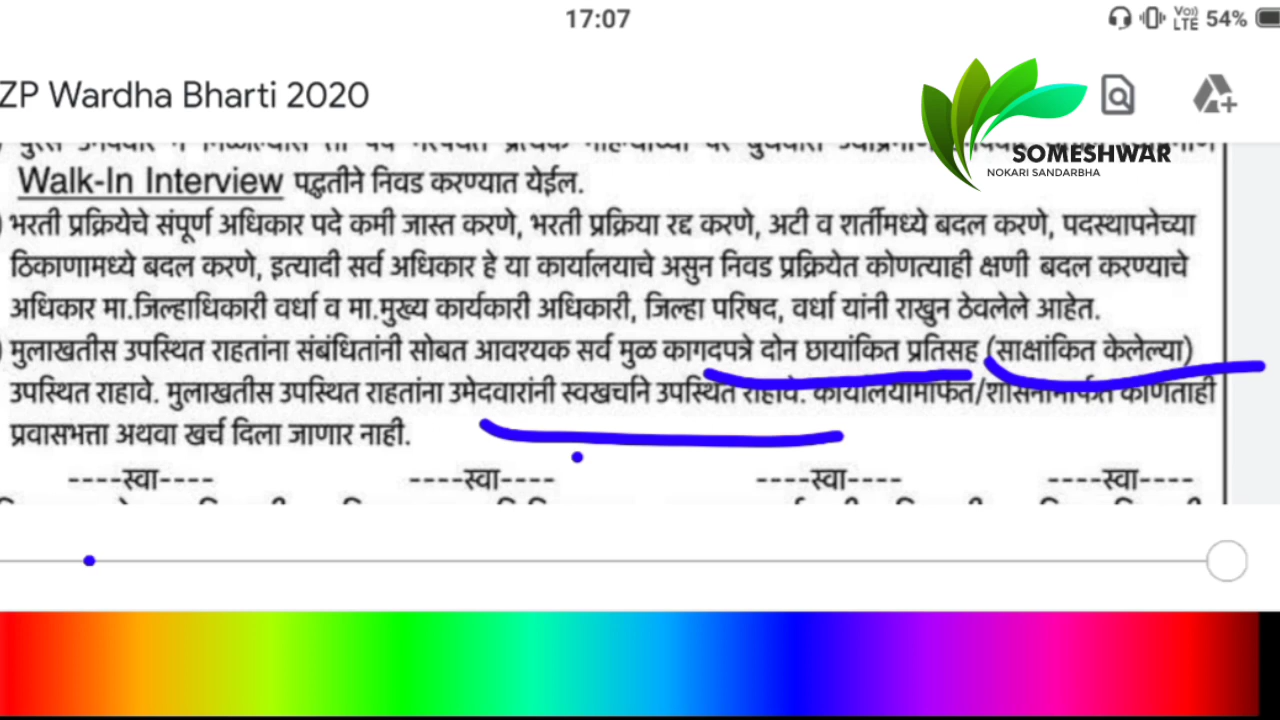 17:07
Vo) LTE 54%
ZP Wardha Bharti 2020
SOMESHWAR
NOKARI SANDARBHA
Walk-In Interview पद्धतीने निवड करण्यात येईल.
भरती प्रक्रियेचे संपूर्ण अधिकार पदे कमी जास्त करणे, भरती प्रक्रिया रद्द करणे, अटी व शर्तीमध्ये बदल करणे, पदस्थापनेच्या
ठिकाणामध्ये बदल करणे, इत्यादी सर्व अधिकार हे या कार्यालयाचे असुन निवड प्रक्रियेत कोणत्याही क्षणी बदल करण्याचे
अधिकार मा.जिल्हाधिकारी वर्धा व मा.मुख्य कार्यकारी अधिकारी, जिल्हा परिषद, वर्धा यांनी राखुन ठेवलेले आहेत.
मुलाखतीस उपस्थित राहतांना संबंधितांनी सोबत आवश्यक सर्व मुळ कागदपत्रे दोन छायांकित प्रतिसह (साक्षांकित केलेल्या)
उपस्थित राहावे. मुलाखतीस उपस्थित राहतांना उमेदवारांनी स्वखर्चाने उपस्थित राहावे. कार्यालयामार्फत/शासनामार्फत कोणताही
प्रवासभत्ता अथवा खर्च दिला जाणार नाही.
----स्वा---- ----स्वा---- ----स्वा---- ----स्वा----